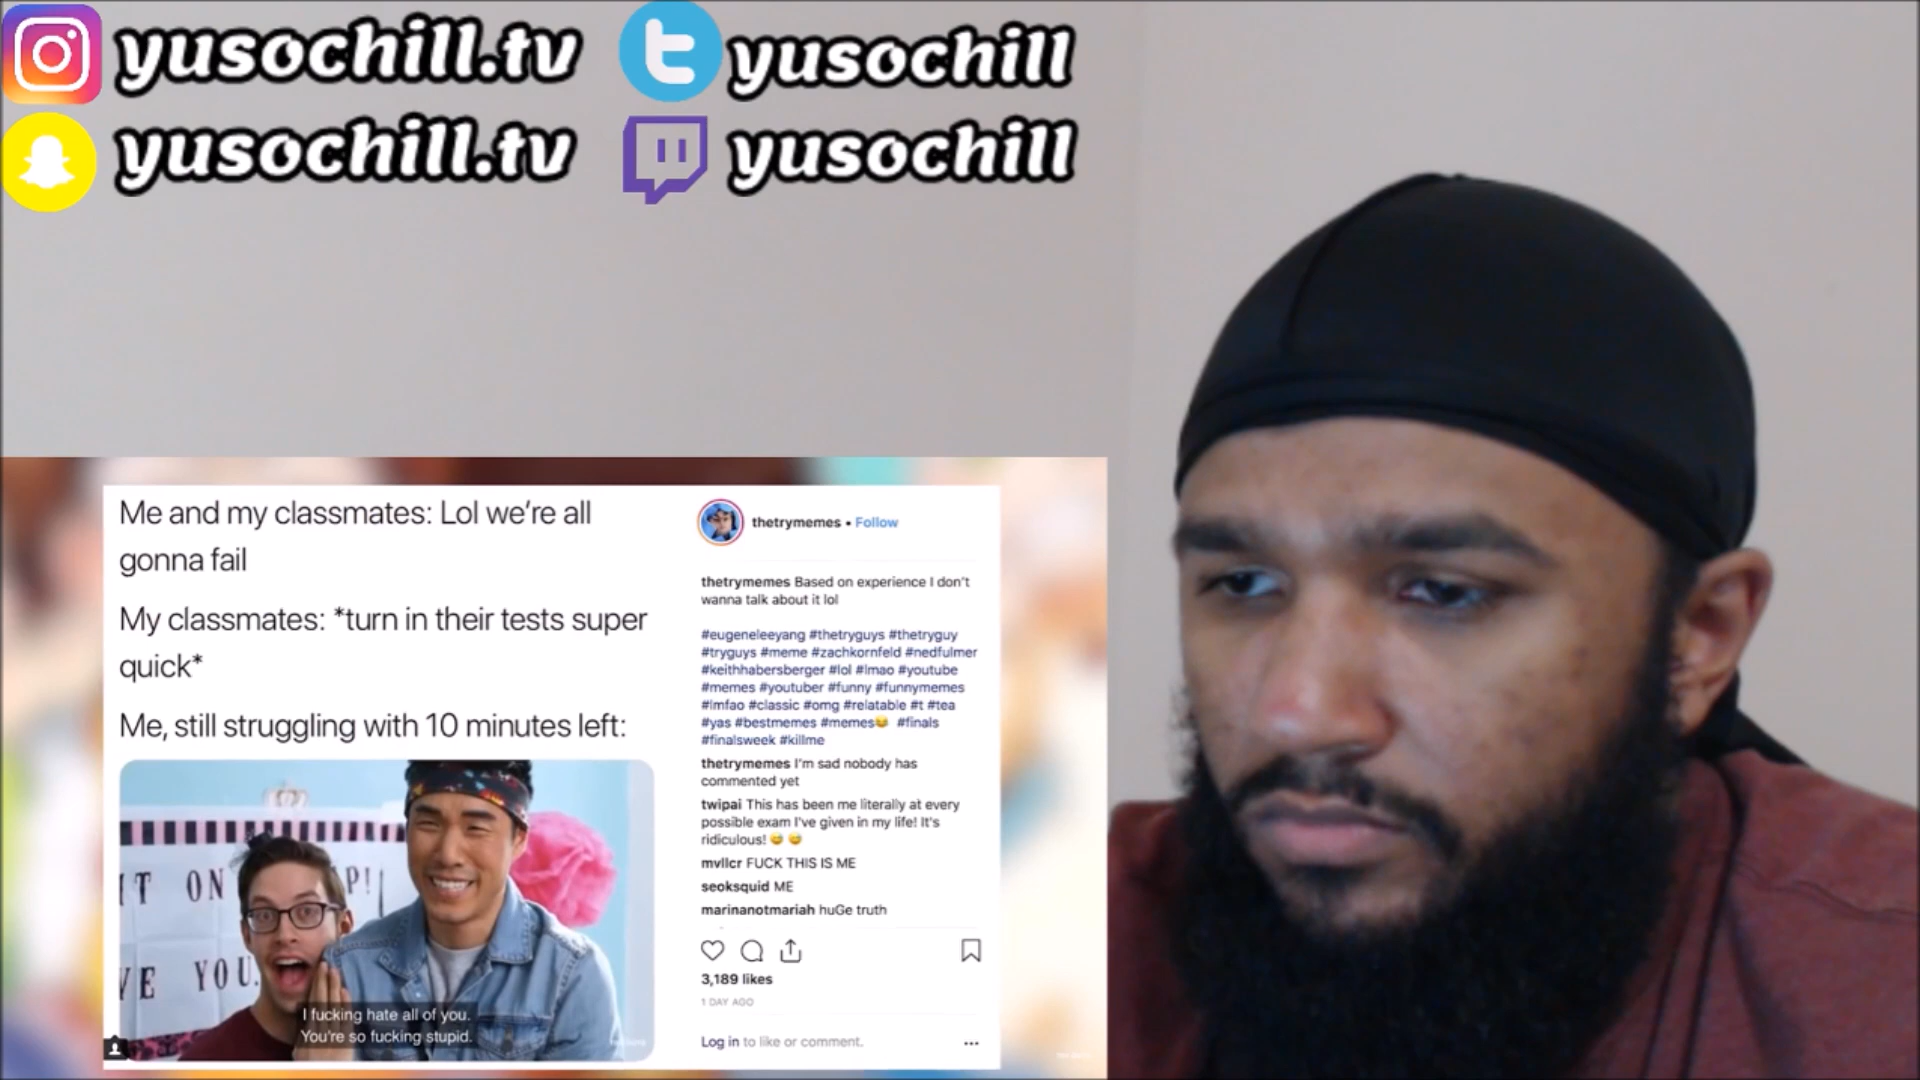 yusochill.tv
yusochill
yusochill.tv
yusochill
Me and my classmates: Lol we're all
gonna fail
My classmates: *turn in their tests super
quick*
Me, still struggling with 10 minutes left:
I fucking hate all of you.
You're so fucking stupid.
thetrymemes • Follow
thetrymemes Based on experience I don't
wanna talk about it lol
#eugeneleeyang #thetryguys #thetryguy
#tryguys #meme #zachkornfeld #nedfulmer
#keithhabersberger #lol #lmao #youtube
#memes #youtuber #funny #funnymemes
#lmfao #classic #omg #relatable #t #tea
#yas #bestmemes #memes😂 #finals
#finalsweek #killme
thetrymemes I'm sad nobody has
commented yet
twipai This has been me literally at every
possible exam I've given in my life! It's
ridiculous! 😅 😅
mvllcr FUCK THIS IS ME
seoksquid ME
marinanotmariah huGe truth
3,189 likes
1 DAY AGO
Log in to like or comment.